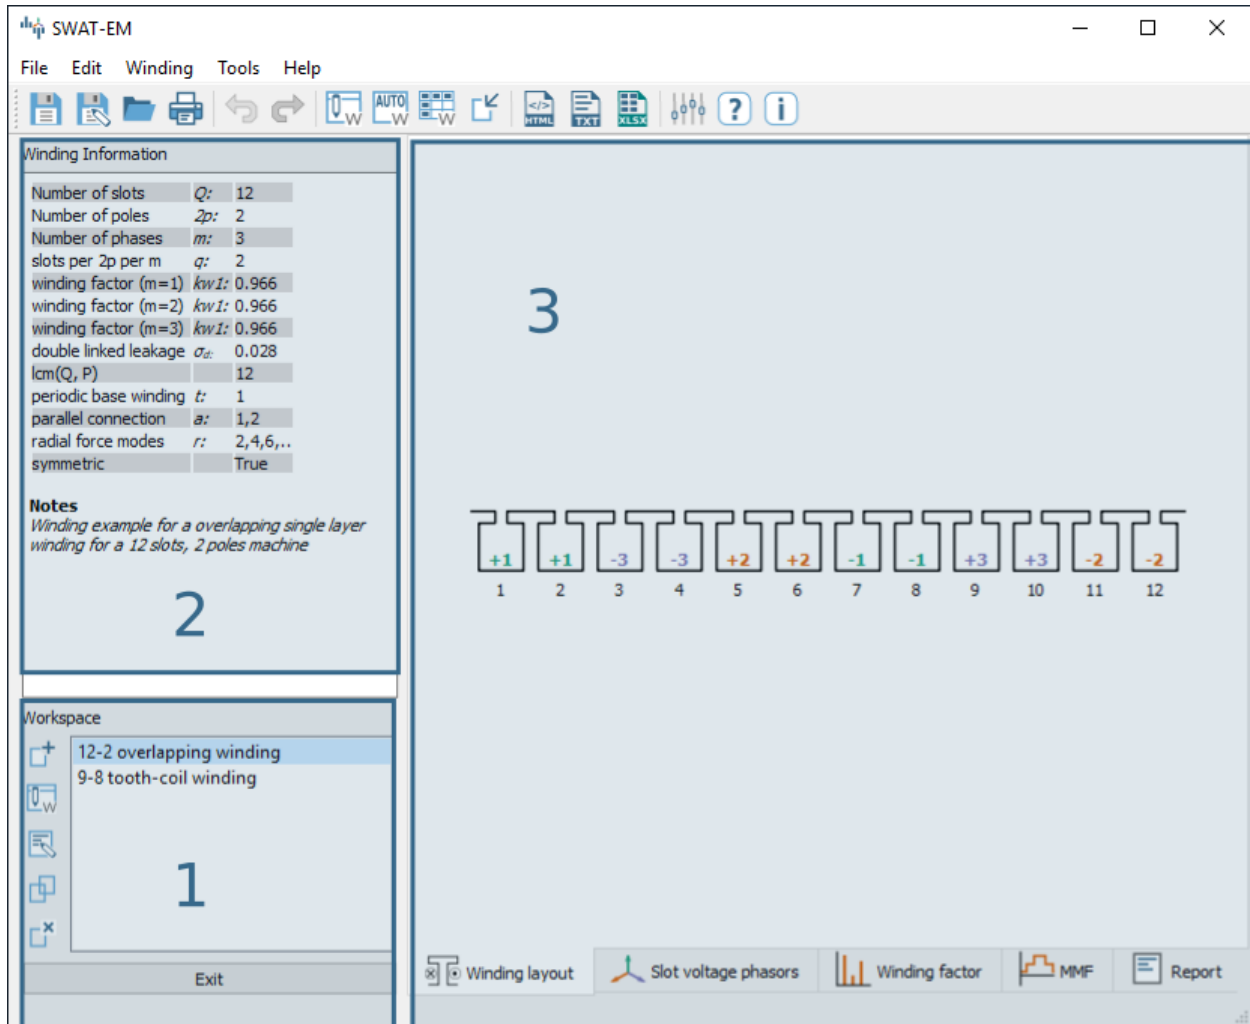 SWAT-EM
File Edit Winding Tools Help
W AUTO W W </> HTML TXT XLSX ? i
Winding Information
Number of slots Q: 12
Number of poles 2p: 2
Number of phases m: 3
slots per 2p per m q: 2
winding factor (m=1) kw1: 0.966
winding factor (m=2) kw1: 0.966
winding factor (m=3) kw1: 0.966
double linked leakage σd: 0.028
lcm(Q, P) 12
periodic base winding t: 1
parallel connection a: 1,2
radial force modes r: 2,4,6,..
symmetric True
Notes
Winding example for a overlapping single layer
winding for a 12 slots, 2 poles machine
2
Workspace
12-2 overlapping winding
9-8 tooth-coil winding
W
1
Exit
3
+1 +1 -3 -3 +2 +2 -1 -1 +3 +3 -2 -2
1 2 3 4 5 6 7 8 9 10 11 12
Winding layout Slot voltage phasors Winding factor MMF Report